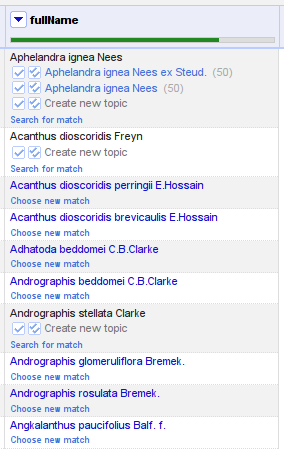 fullName
Aphelandra ignea Nees
Aphelandra ignea Nees ex Steud. (50)
Aphelandra ignea Nees (50)
Create new topic
Search for match
Acanthus dioscoridis Freyn
Create new topic
Search for match
Acanthus dioscoridis perringii E.Hossain
Choose new match
Acanthus dioscoridis brevicaulis E.Hossain
Choose new match
Adhatoda beddomei C.B.Clarke
Choose new match
Andrographis beddomei C.B.Clarke
Choose new match
Andrographis stellata Clarke
Create new topic
Search for match
Andrographis glomeruliflora Bremek.
Choose new match
Andrographis rosulata Bremek.
Choose new match
Angkalanthus paucifolius Balf. f.
Choose new match